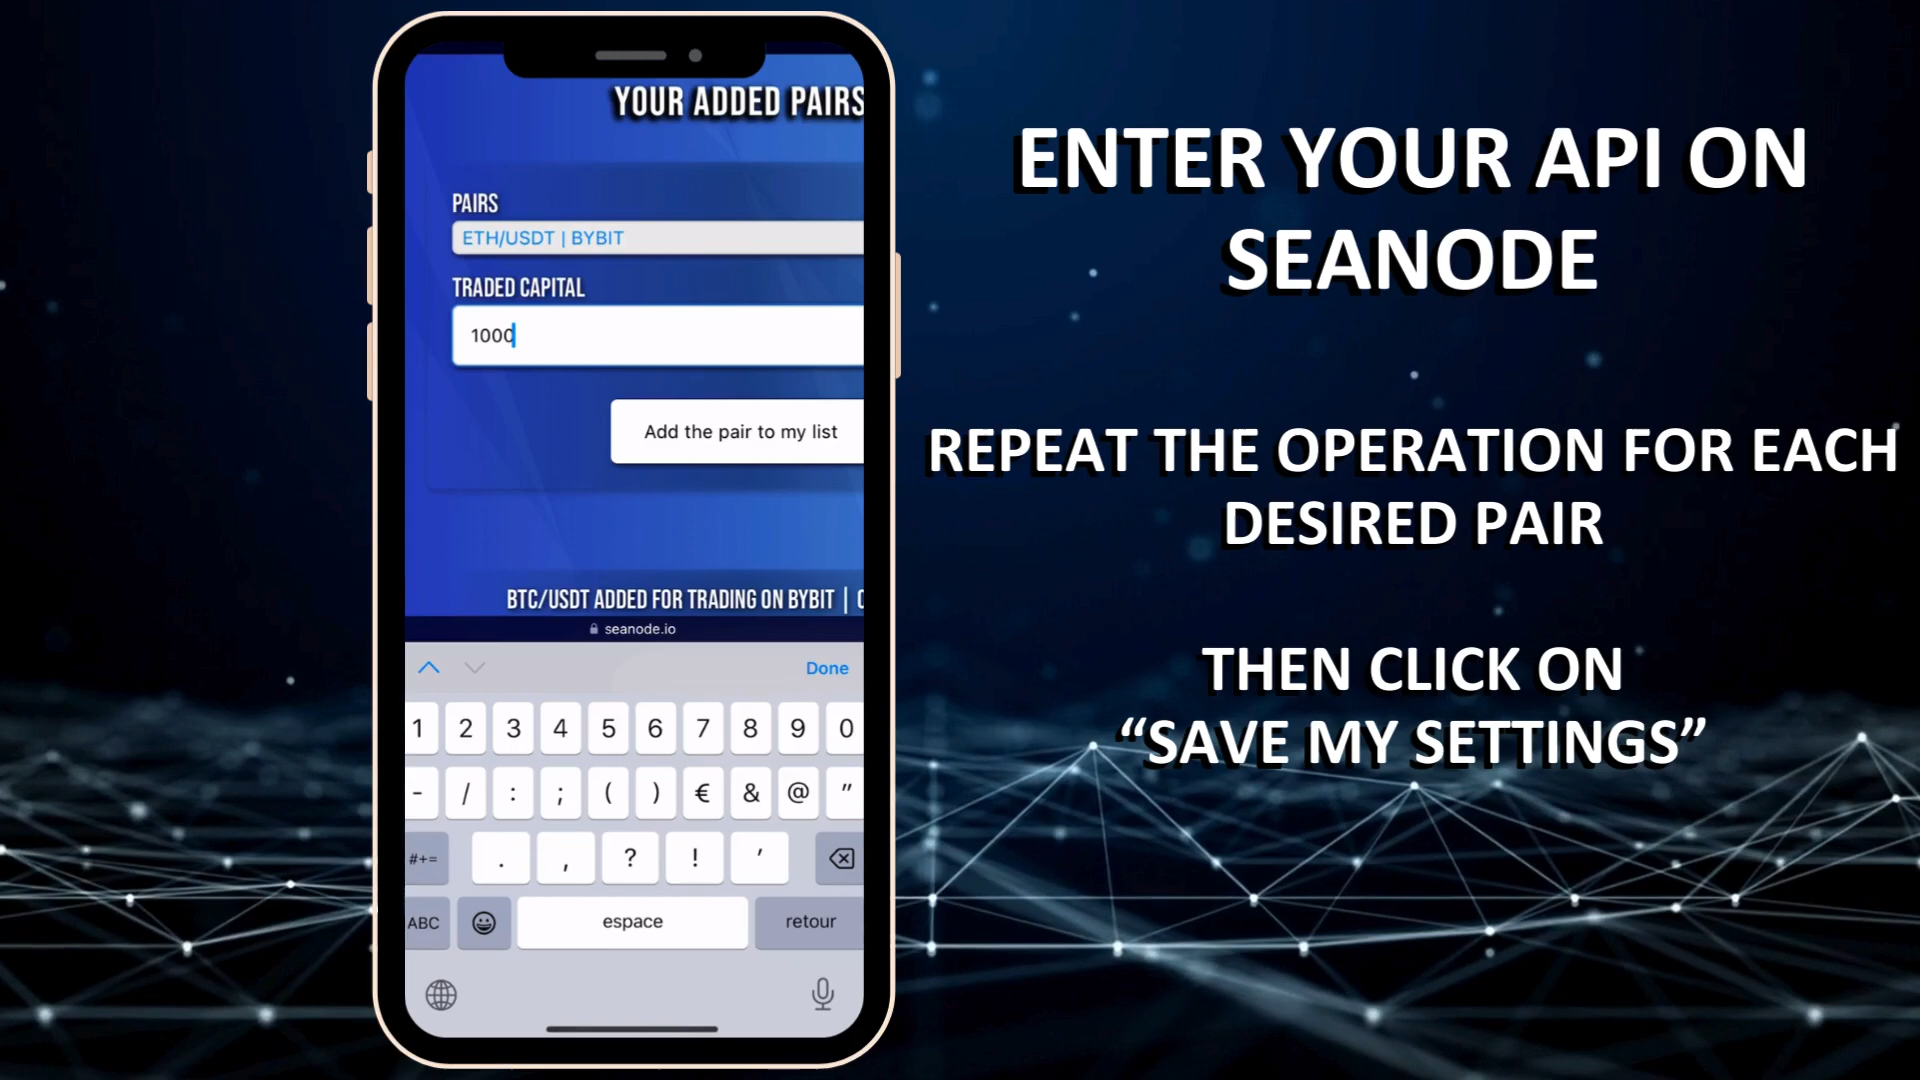 YOUR ADDED PAIRS
PAIRS
ETH/USDT | BYBIT
TRADED CAPITAL
1000
Add the pair to my list
BTC/USDT ADDED FOR TRADING ON BYBIT |
seanode.io
Done
1 2 3 4 5 6 7 8 9 0
- / : ; ( ) € & @ "
#+= . , ? ! ’
ABC espace retour
ENTER YOUR API ON
SEANODE
REPEAT THE OPERATION FOR EACH
DESIRED PAIR
THEN CLICK ON
“SAVE MY SETTINGS”